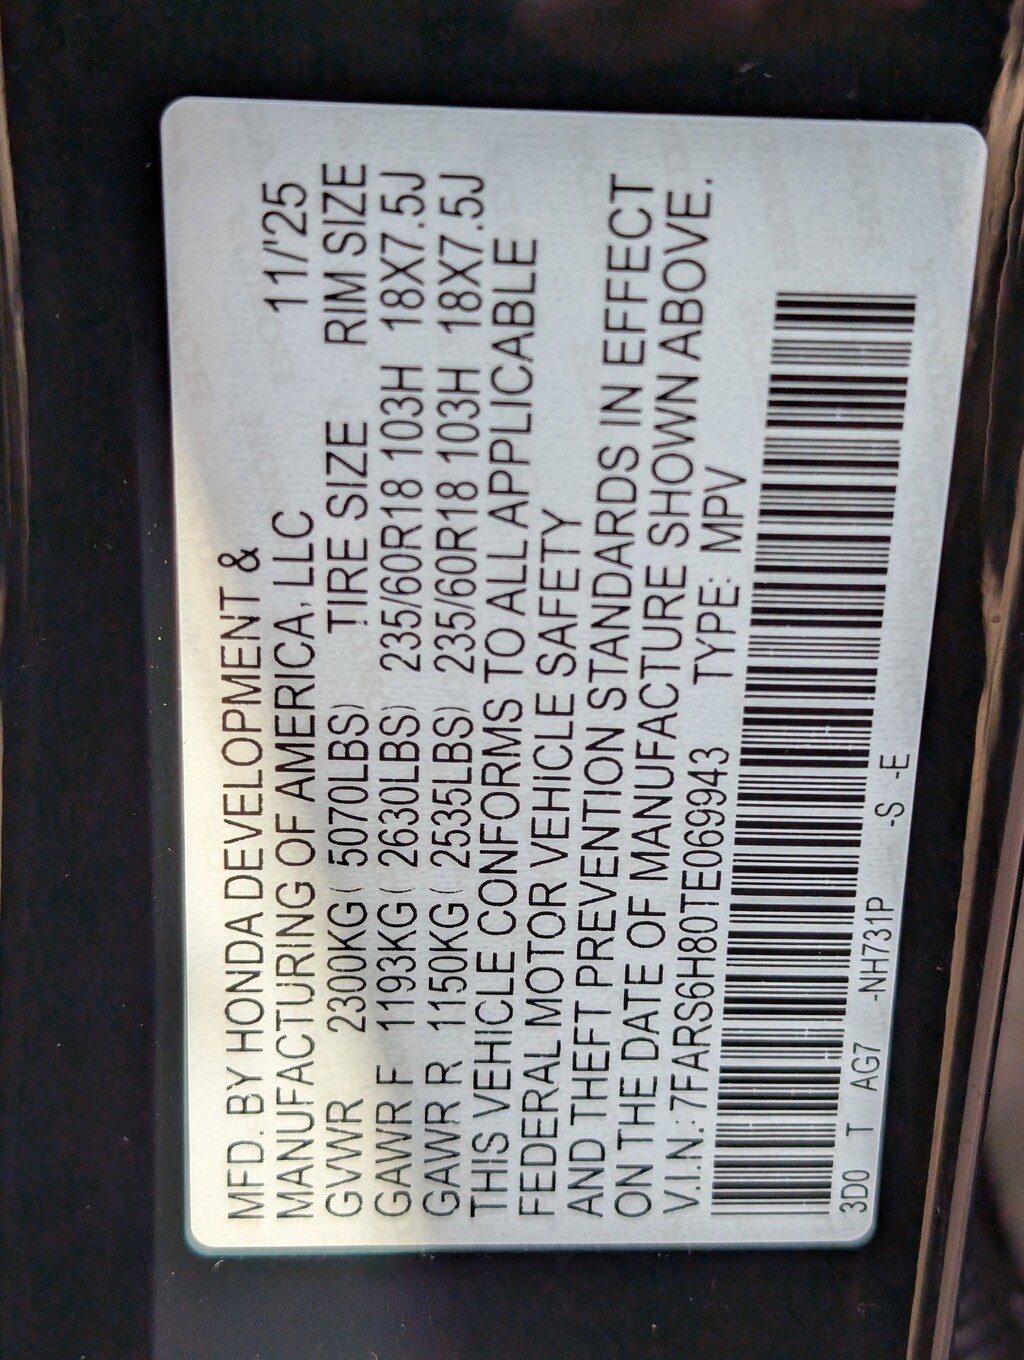 MFD. BY HONDA DEVELOPMENT &
MANUFACTURING OF AMERICA, LLC 11/'25
GVWR 2300KG ( 5070LBS) TIRE SIZE RIM SIZE
GAWR F 1193KG ( 2630LBS) 235/60R18 103H 18X7.5J
GAWR R 1150KG ( 2535LBS) 235/60R18 103H 18X7.5J
THIS VEHICLE CONFORMS TO ALL APPLICABLE
FEDERAL MOTOR VEHICLE SAFETY
AND THEFT PREVENTION STANDARDS IN EFFECT
ON THE DATE OF MANUFACTURE SHOWN ABOVE.
V.I.N.: 7FARS6H80TE069943 TYPE: MPV
3D0 T AG7 -NH731P -S -E